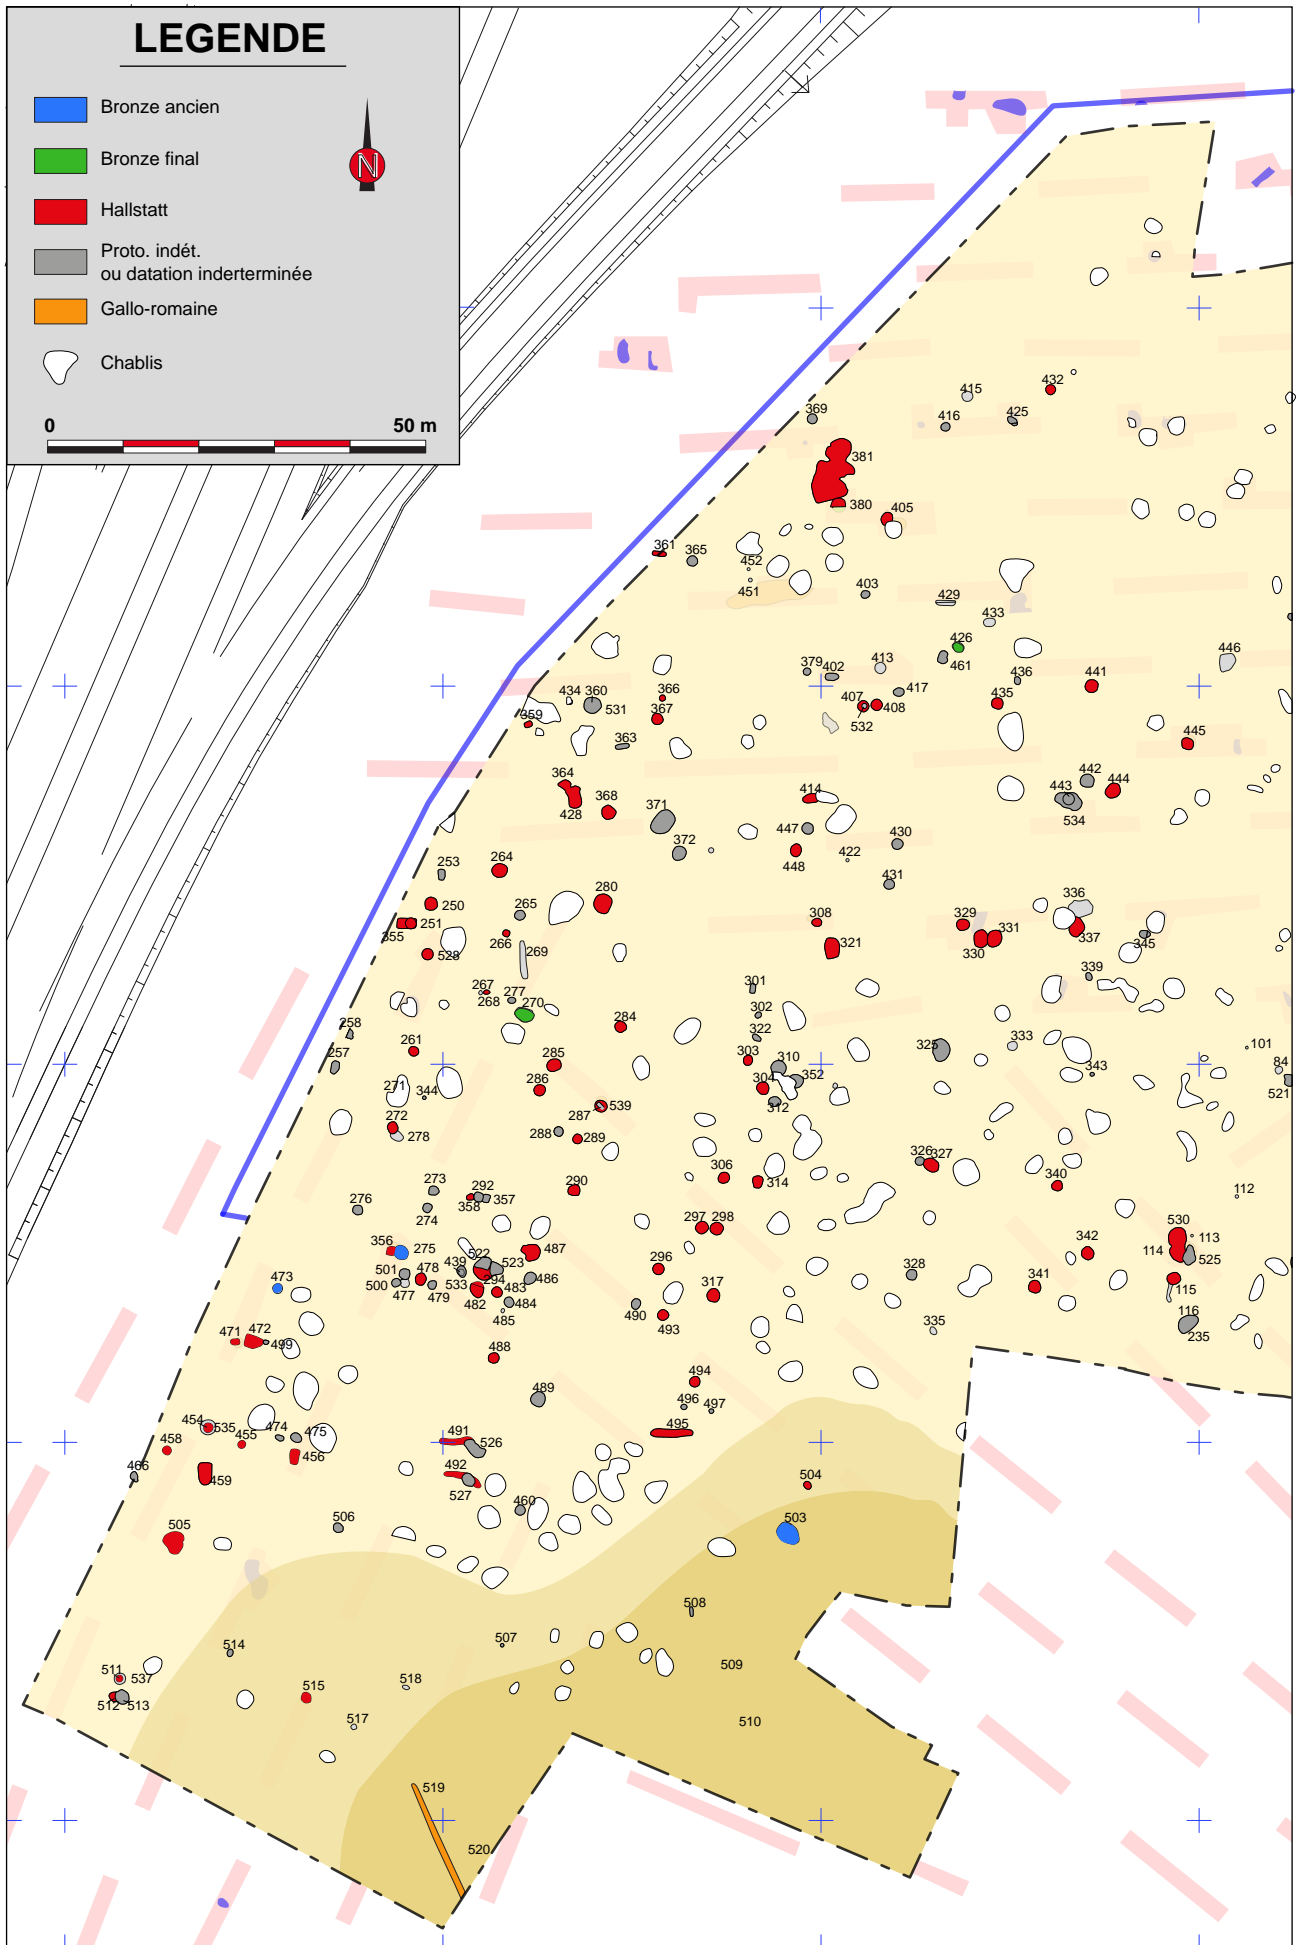 LEGENDE
Bronze ancien
Bronze final
N
Hallstatt
Proto. indét.
ou datation inderterminée
Gallo-romaine
Chablis
0 50 m
415 432
369 416 425
381
380 405
361 365
452
451 403 429
433
426
461 446
379 402 413 436 441
434 360 366 417 435
531 367 407 408
359 532
363 445
364 414 442 444
428 368 371 443
534
372 447 430
448 422
253 264 431
250 265 280 308 329 336
355 251 266 321 330 331 337 345
528 269
267 277 301 339
268 270 302
258 284 322 325 333 101
257 261 285 303 310 352 343 84
271 344 286 304 521
312
272 287 539
278 288 289
326 327
273 292 290 306 314 340 112
276 358 357
274
297 298 530
356 275 522 487 342 113
439 523 296 114 525
473 501 478 294 486 328
500 477 479 533 482 483 317 341 115
484 490 116
485 493 335 235
471 472 499
488
494
489 496 497
454 535 474 475 491 495
458 455 526
456
466 459 492 504
527
460
505 506 503
508
514 507
511 537 509
512 513 515 518
517 510
519
520